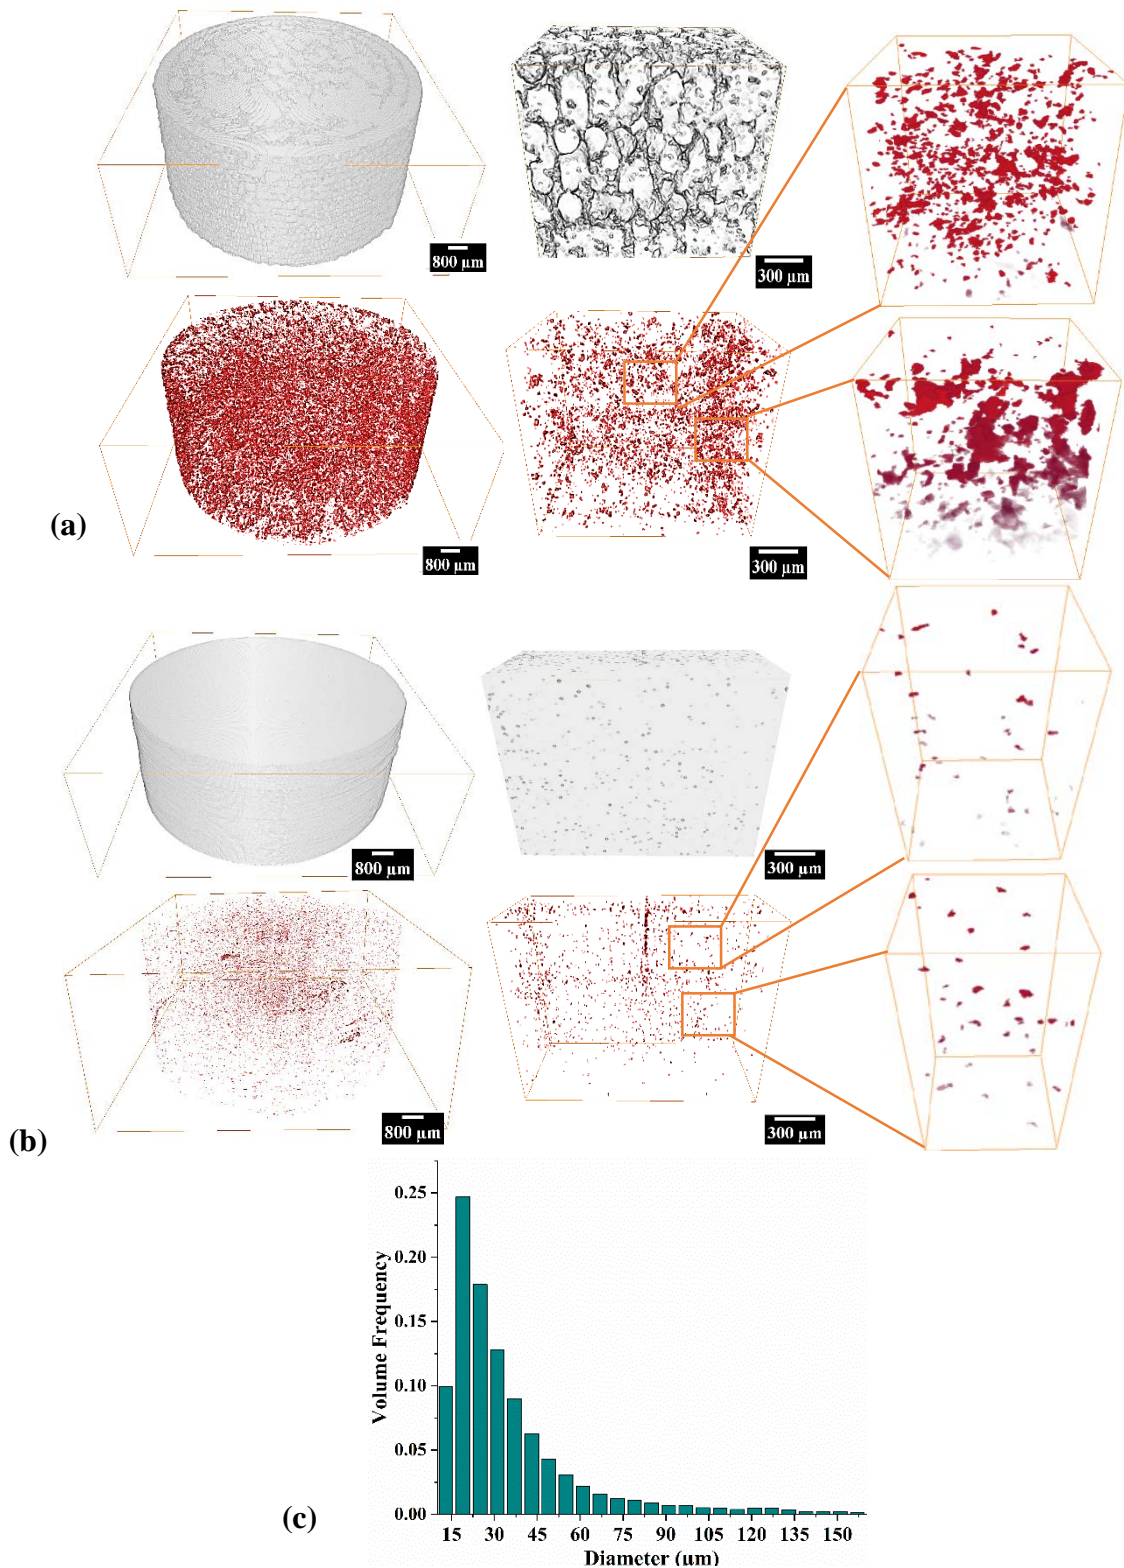 800 µm
300 µm
(a)
800 µm
300 µm
800 µm
300 µm
(b)
800 µm
300 µm
0.25
0.20
0.15
0.10
0.05
0.00
Volume Frequency
(c)
15 30 45 60 75 90 105 120 135 150
Diameter (µm)